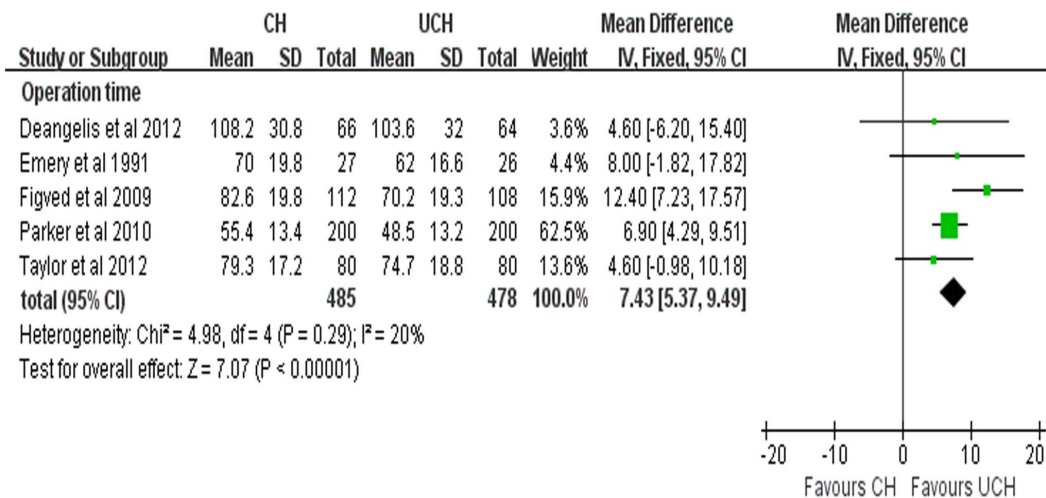 CH UCH Mean Difference Mean Difference
Study or Subgroup Mean SD Total Mean SD Total Weight IV, Fixed, 95% CI IV, Fixed, 95% CI
Operation time
Deangelis et al 2012 108.2 30.8 66 103.6 32 64 3.6% 4.60 [-6.20, 15.40]
Emery et al 1991 70 19.8 27 62 16.6 26 4.4% 8.00 [-1.82, 17.82]
Figved et al 2009 82.6 19.8 112 70.2 19.3 108 15.9% 12.40 [7.23, 17.57]
Parker et al 2010 55.4 13.4 200 48.5 13.2 200 62.5% 6.90 [4.29, 9.51]
Taylor et al 2012 79.3 17.2 80 74.7 18.8 80 13.6% 4.60 [-0.98, 10.18]
total (95% CI) 485 478 100.0% 7.43 [5.37, 9.49]
Heterogeneity: Chi² = 4.98, df = 4 (P = 0.29); I² = 20%
Test for overall effect: Z = 7.07 (P < 0.00001)
-20 -10 0 10 20
Favours CH Favours UCH